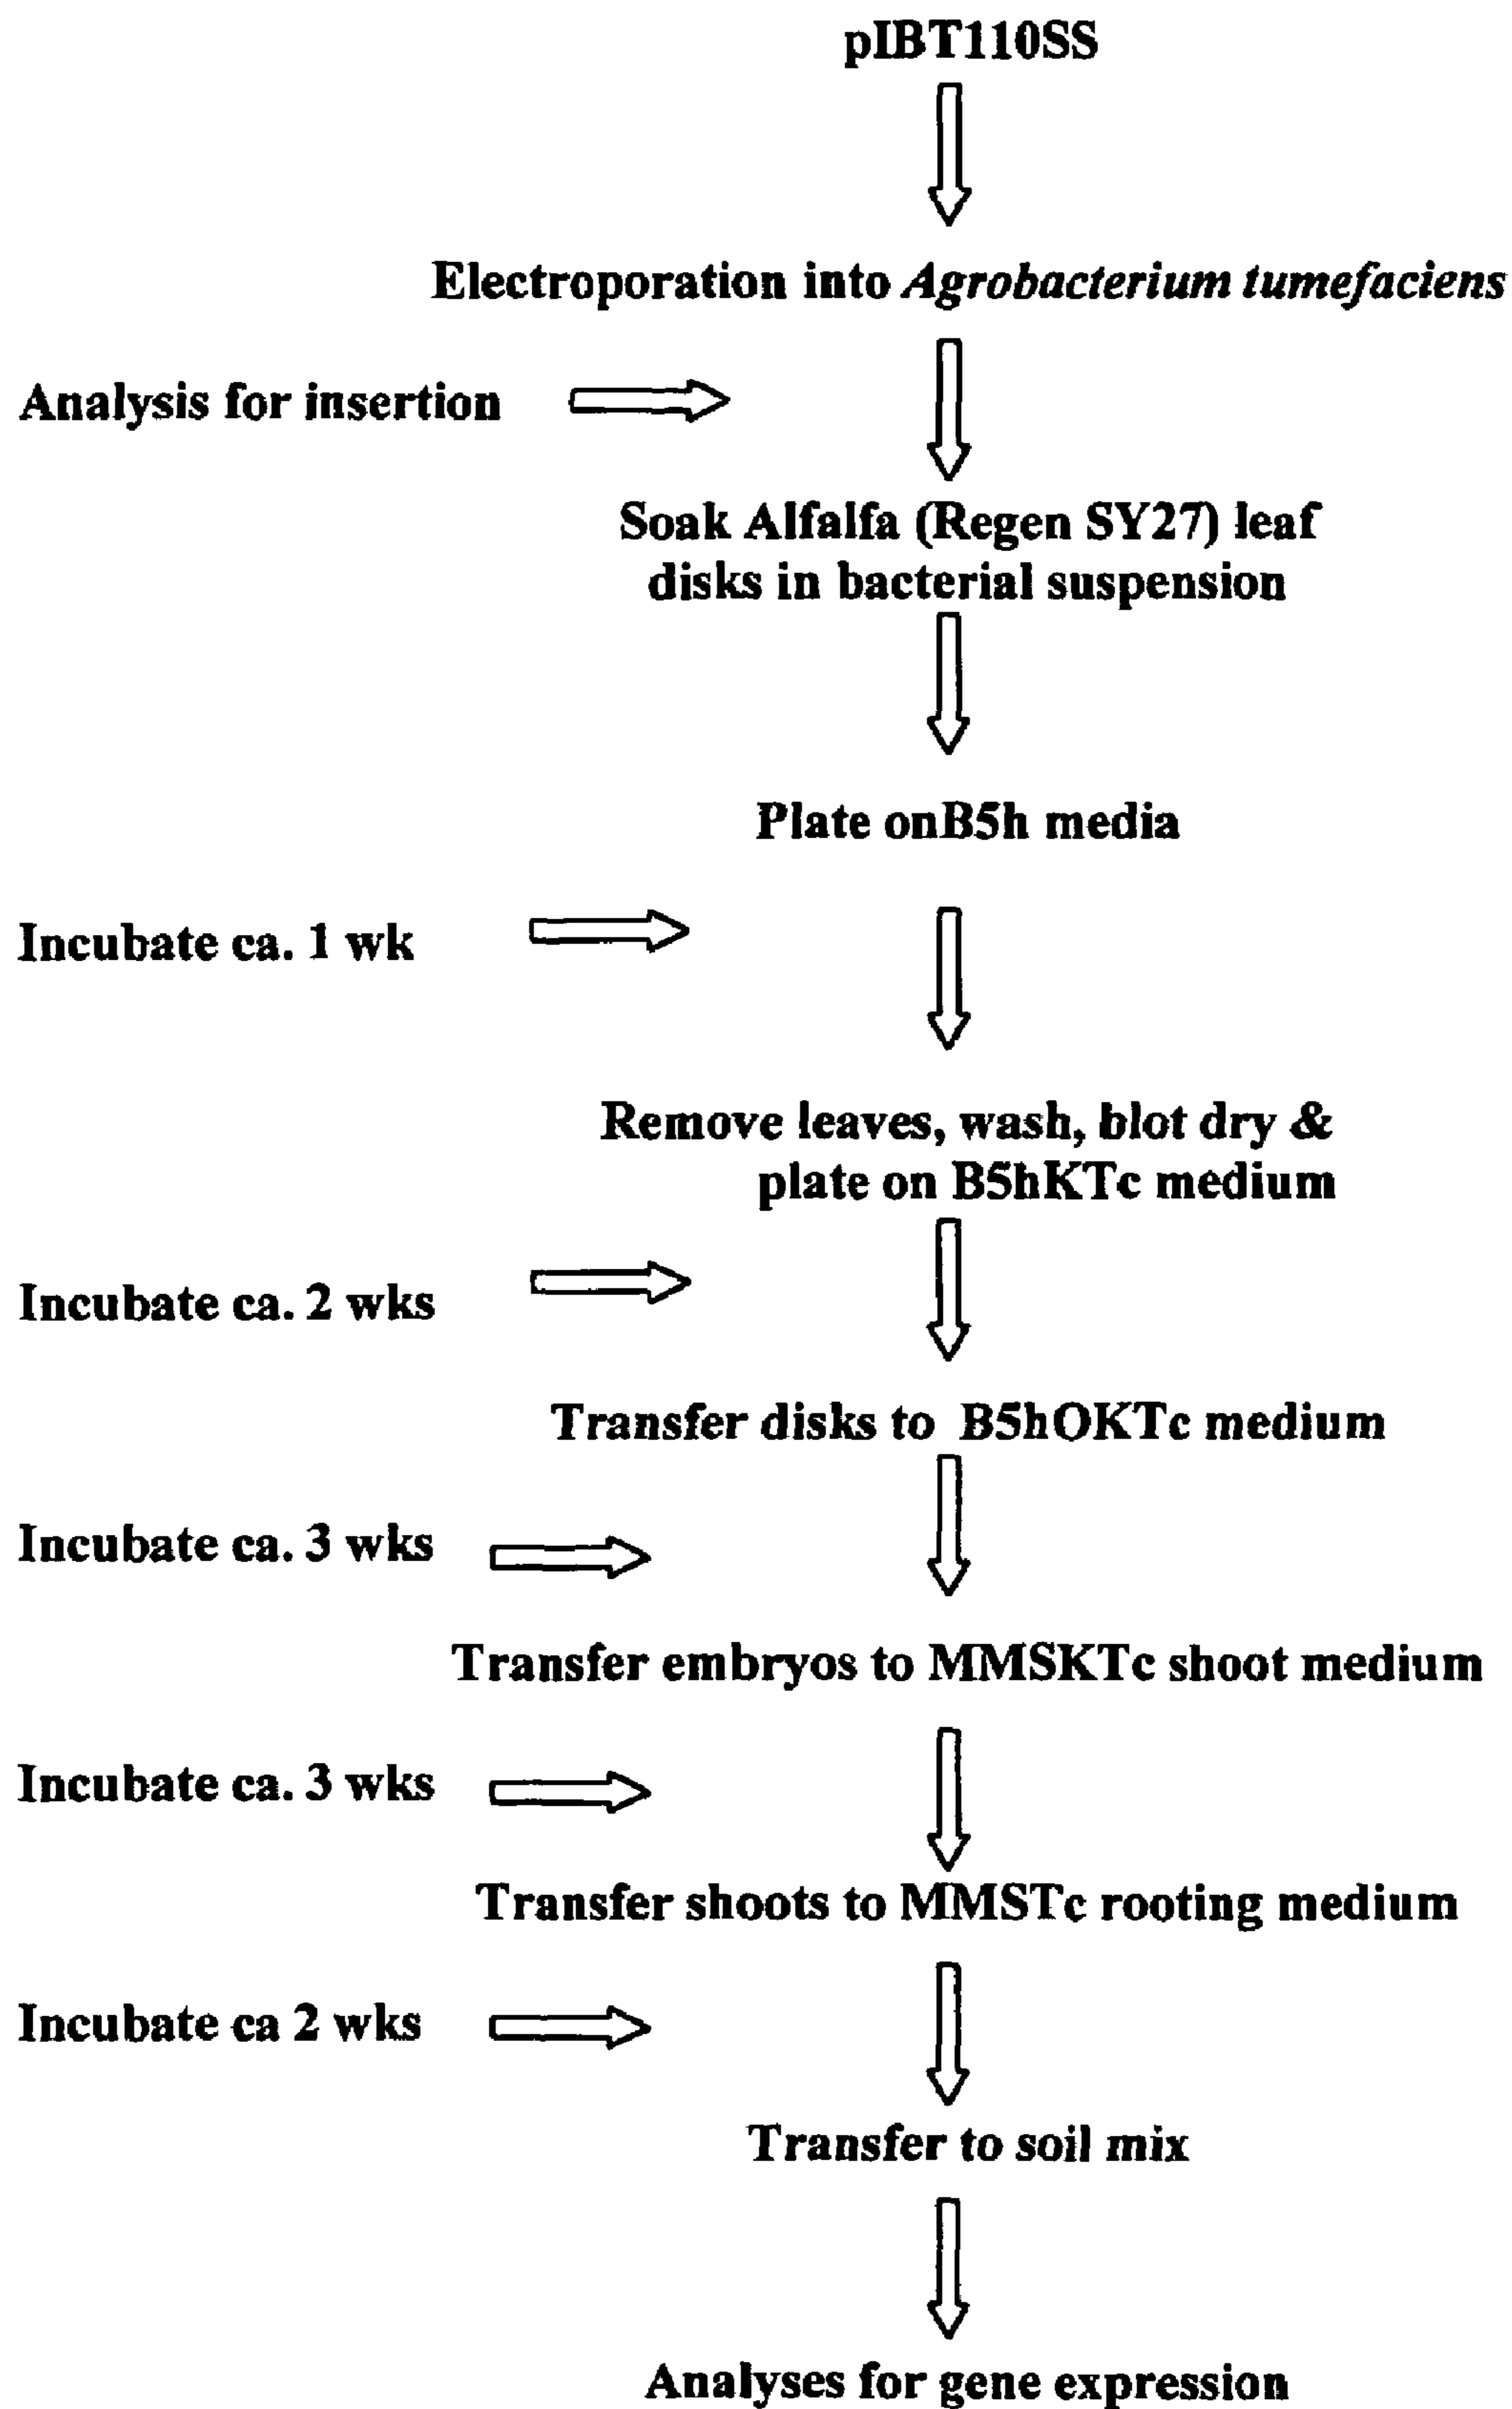 pIBT110SS
Electroporation into Agrobacterium tumefaciens
Analysis for insertion
Soak Alfalfa (Regen SY27) leaf
disks in bacterial suspension
Plate onB5h media
Incubate ca. 1 wk
Remove leaves, wash, blot dry &
plate on B5hKTc medium
Incubate ca. 2 wks
Transfer disks to B5hOKTc medium
Incubate ca. 3 wks
Transfer embryos to MMSKTc shoot medium
Incubate ca. 3 wks
Transfer shoots to MMSTc rooting medium
Incubate ca 2 wks
Transfer to soil mix
Analyses for gene expression